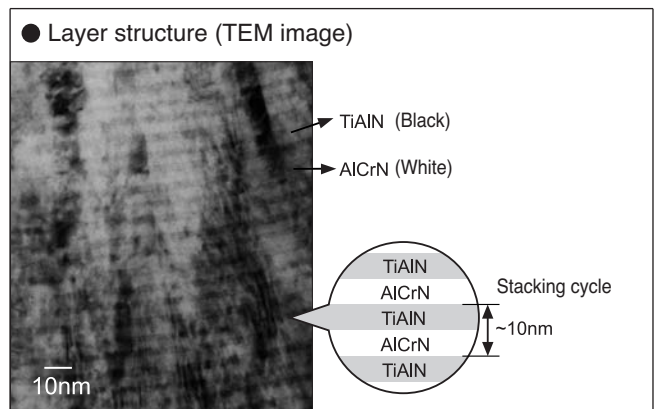 ● Layer structure (TEM image)
TiAlN (Black)
AlCrN (White)
TiAlN
AlCrN
TiAlN
AlCrN
TiAlN
Stacking cycle
~10nm
10nm